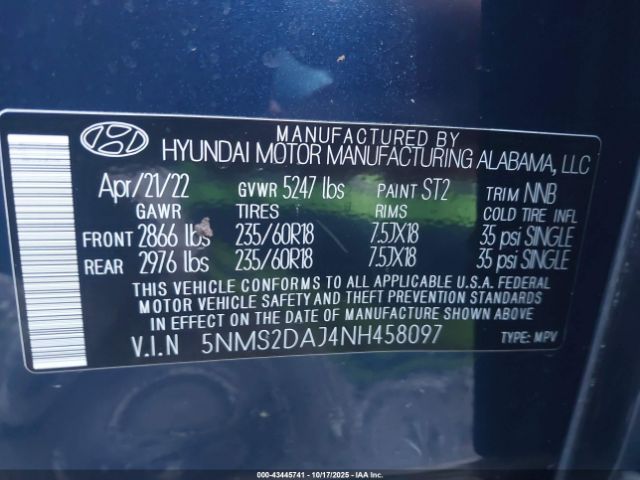 MANUFACTURED BY
HYUNDAI MOTOR MANUFACTURING ALABAMA, LLC
Apr/21/22 GVWR 5247 lbs PAINT ST2 TRIM NNB
GAWR TIRES RIMS COLD TIRE INFL
FRONT 2866 lbs 235/60R18 7.5JX18 35 psi SINGLE
REAR 2976 lbs 235/60R18 7.5JX18 35 psi SINGLE
THIS VEHICLE CONFORMS TO ALL APPLICABLE U.S.A. FEDERAL
MOTOR VEHICLE SAFETY AND THEFT PREVENTION STANDARDS
IN EFFECT ON THE DATE OF MANUFACTURE SHOWN ABOVE
V.I.N 5NMS2DAJ4NH458097 TYPE: MPV
000-43445741 - 10/17/2025 - IAA Inc.